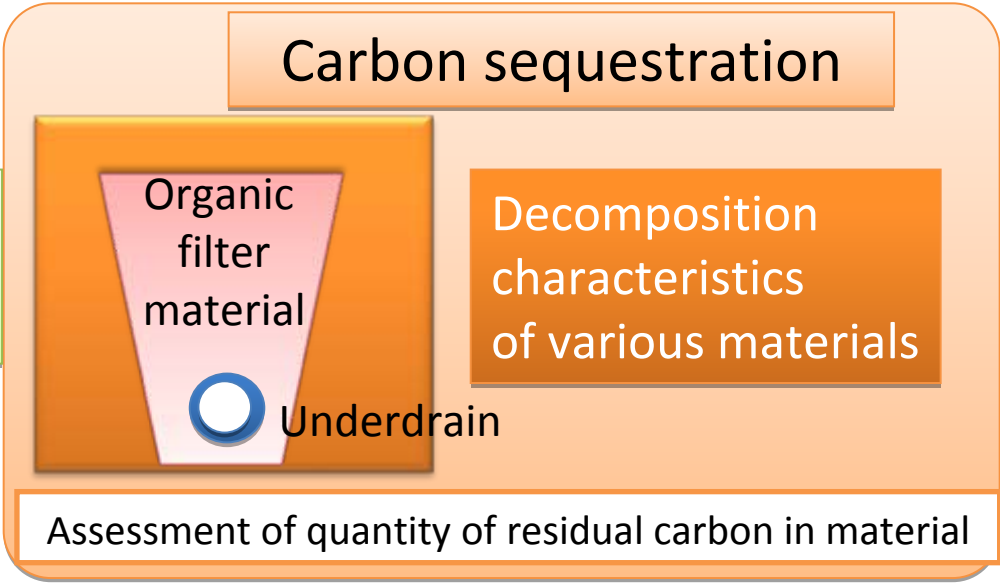 Carbon sequestration
Organic
filter
material
Underdrain
Decomposition
characteristics
of various materials
Assessment of quantity of residual carbon in material